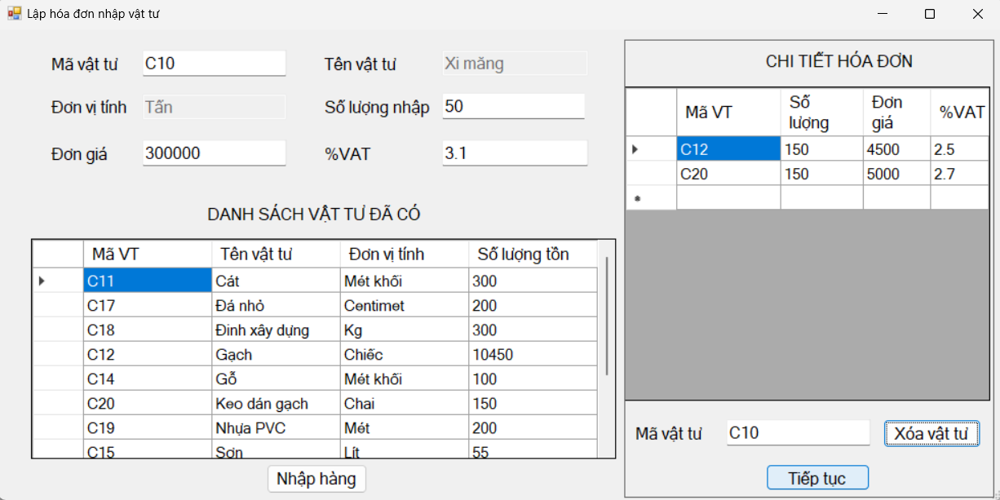 Lập hóa đơn nhập vật tư
Mã vật tư C10 Tên vật tư Xi măng
Đơn vị tính Tấn Số lượng nhập 50
Đơn giá 300000 %VAT 3.1
DANH SÁCH VẬT TƯ ĐÃ CÓ
Mã VT Tên vật tư Đơn vị tính Số lượng tồn
C11 Cát Mét khối 300
C17 Đá nhỏ Centimet 200
C18 Đinh xây dựng Kg 300
C12 Gạch Chiếc 10450
C14 Gỗ Mét khối 100
C20 Keo dán gạch Chai 150
C19 Nhựa PVC Mét 200
C15 Sơn Lít 55
Nhập hàng
CHI TIẾT HÓA ĐƠN
Mã VT Số lượng Đơn giá %VAT
C12 150 4500 2.5
C20 150 5000 2.7
Mã vật tư C10 Xóa vật tư
Tiếp tục